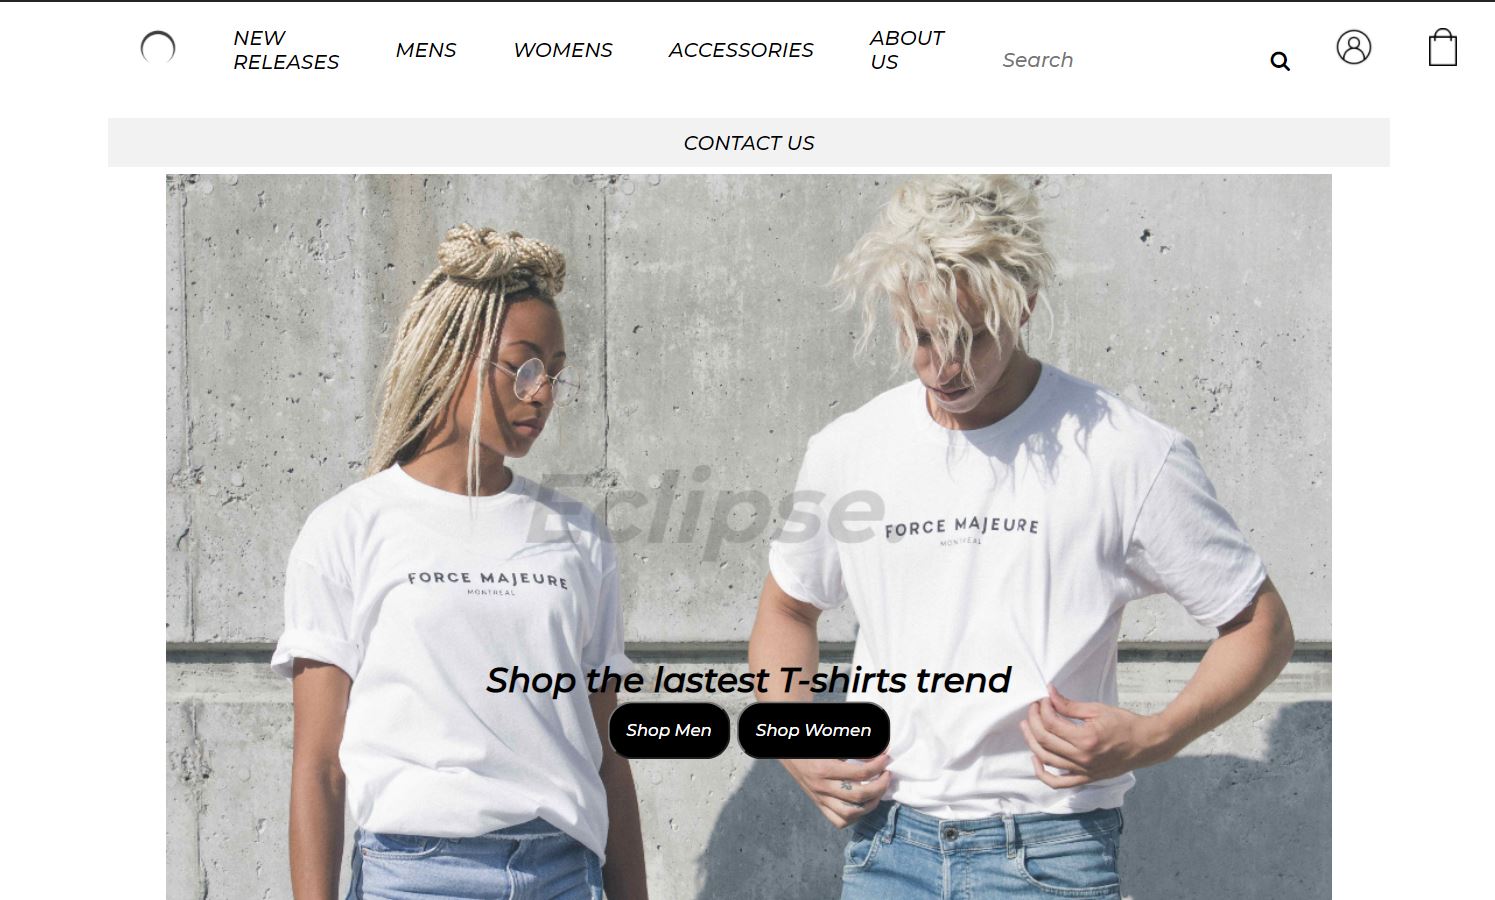 NEW
RELEASES
MENS
WOMENS
ACCESSORIES
ABOUT
US
Search
CONTACT US
Eclipse.
FORCE MAJEURE
MONTREAL
FORCE MAJEURE
MONTREAL
Shop the lastest T-shirts trend
Shop Men
Shop Women